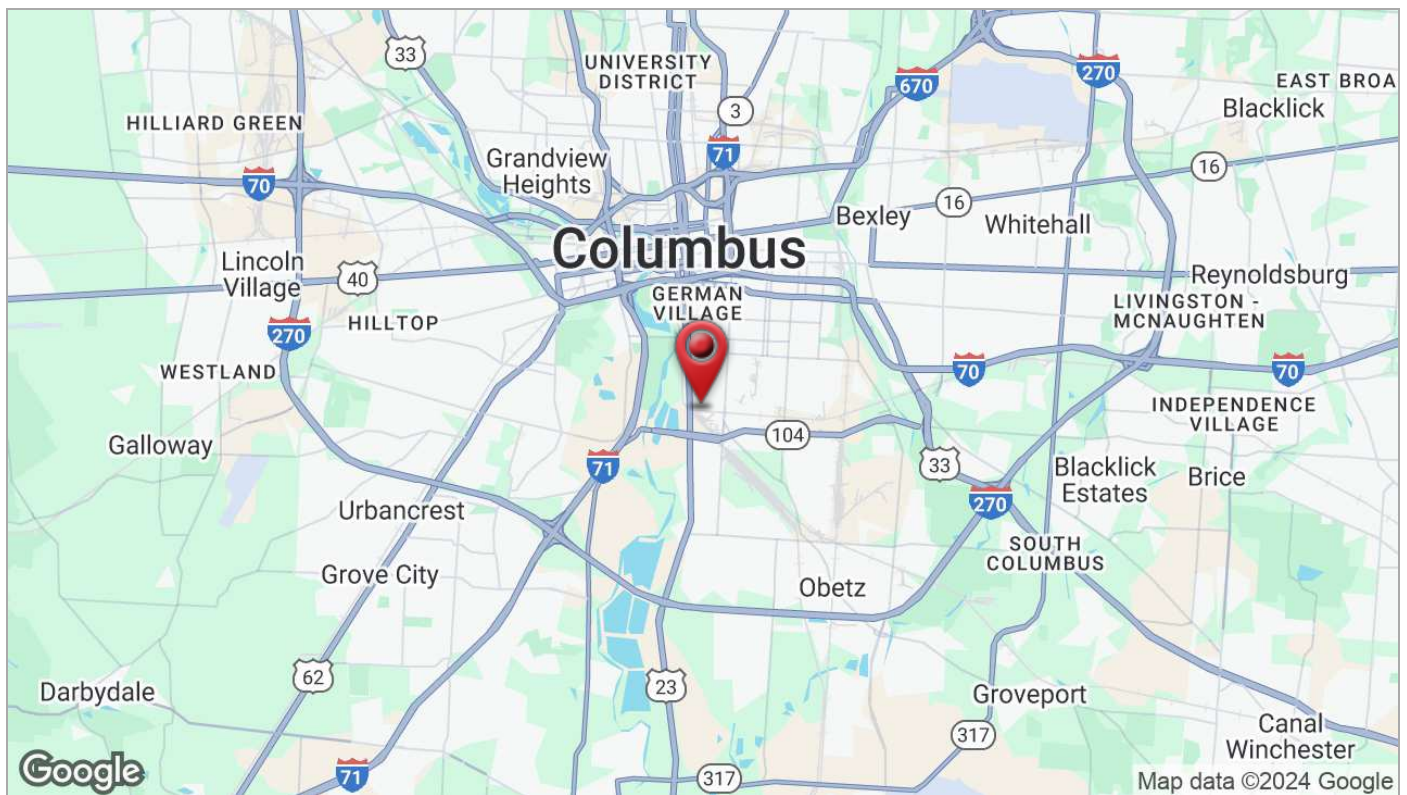 33
UNIVERSITY
DISTRICT
670
270
EAST BROA
Blacklick
3
HILLIARD GREEN
71
Grandview
Heights
70
16
16
Bexley
Whitehall
Columbus
Lincoln
Village
40
Reynoldsburg
GERMAN
VILLAGE
LIVINGSTON -
MCNAUGHTEN
HILLTOP
270
WESTLAND
70
70
INDEPENDENCE
VILLAGE
104
Galloway
71
33
Blacklick
Estates
Brice
270
Urbancrest
SOUTH
COLUMBUS
Grove City
Obetz
62
23
Darbydale
Groveport
317
Canal
Winchester
Google
71
317
Map data ©2024 Google